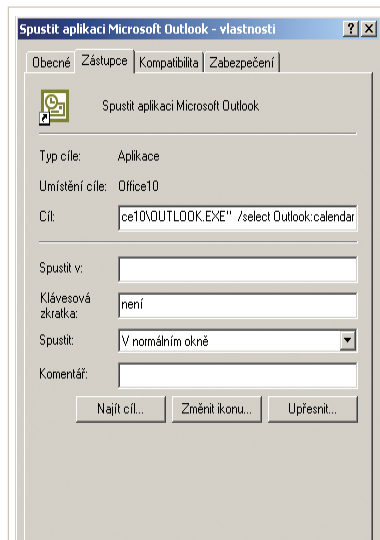 Spustit aplikaci Microsoft Outlook - vlastnosti
Obecné Zástupce Kompatibilita Zabezpečení
Spustit aplikaci Microsoft Outlook
Typ cíle: Aplikace
Umístění cíle: Office10
Cíl: ce10\OUTLOOK.EXE" /select Outlook:calendar
Spustit v:
Klávesová zkratka: není
Spustit: V normálním okně
Komentář:
Najít cíl... Změnit ikonu... Upřesnit...